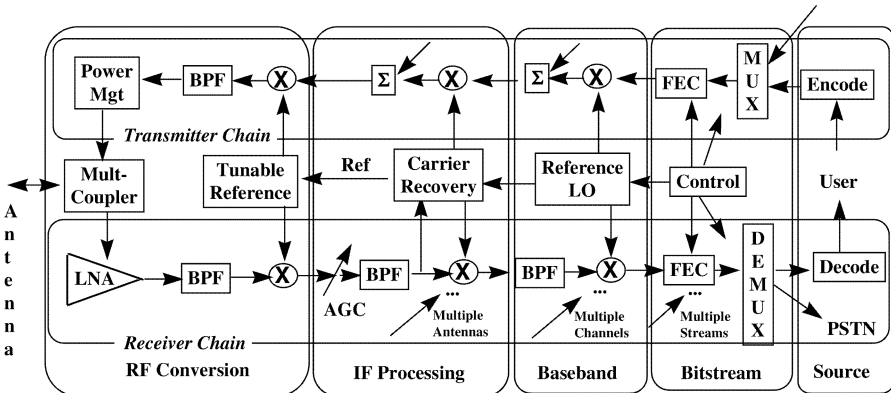 Power
Mgt
BPF
X
Σ
X
Σ
X
FEC
M
U
X
Encode
Transmitter Chain
Mult-
Coupler
Tunable
Reference
Ref
Carrier
Recovery
Reference
LO
Control
User
Antenna
LNA
BPF
X
AGC
BPF
X
...
Multiple
Antennas
BPF
X
...
Multiple
Channels
FEC
...
Multiple
Streams
D
E
M
U
X
Decode
PSTN
Receiver Chain
RF Conversion
IF Processing
Baseband
Bitstream
Source